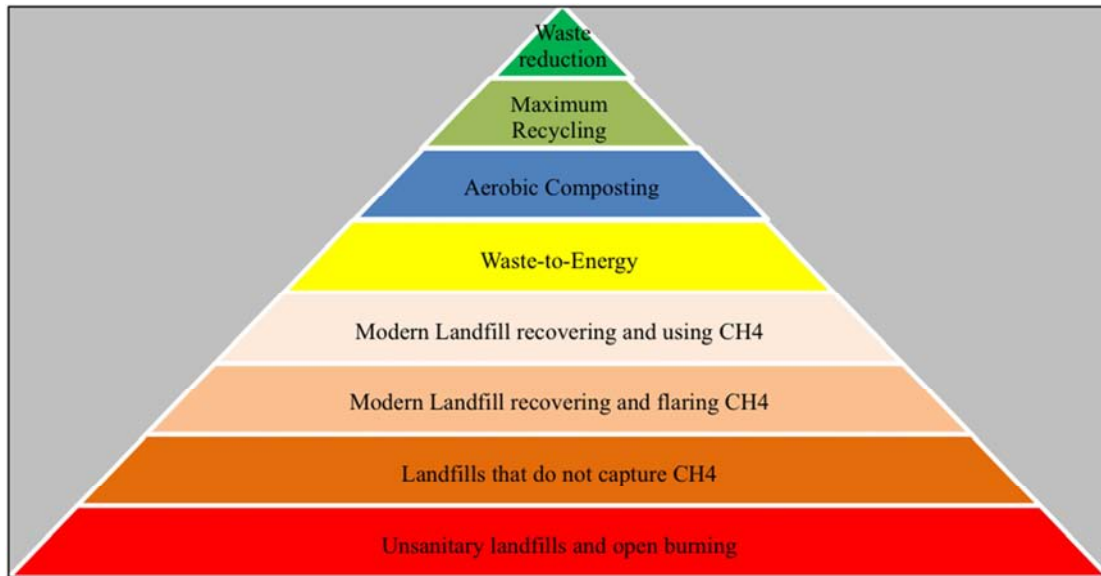 Waste
reduction
Maximum
Recycling
Aerobic Composting
Waste-to-Energy
Modern Landfill recovering and using CH4
Modern Landfill recovering and flaring CH4
Landfills that do not capture CH4
Unsanitary landfills and open burning